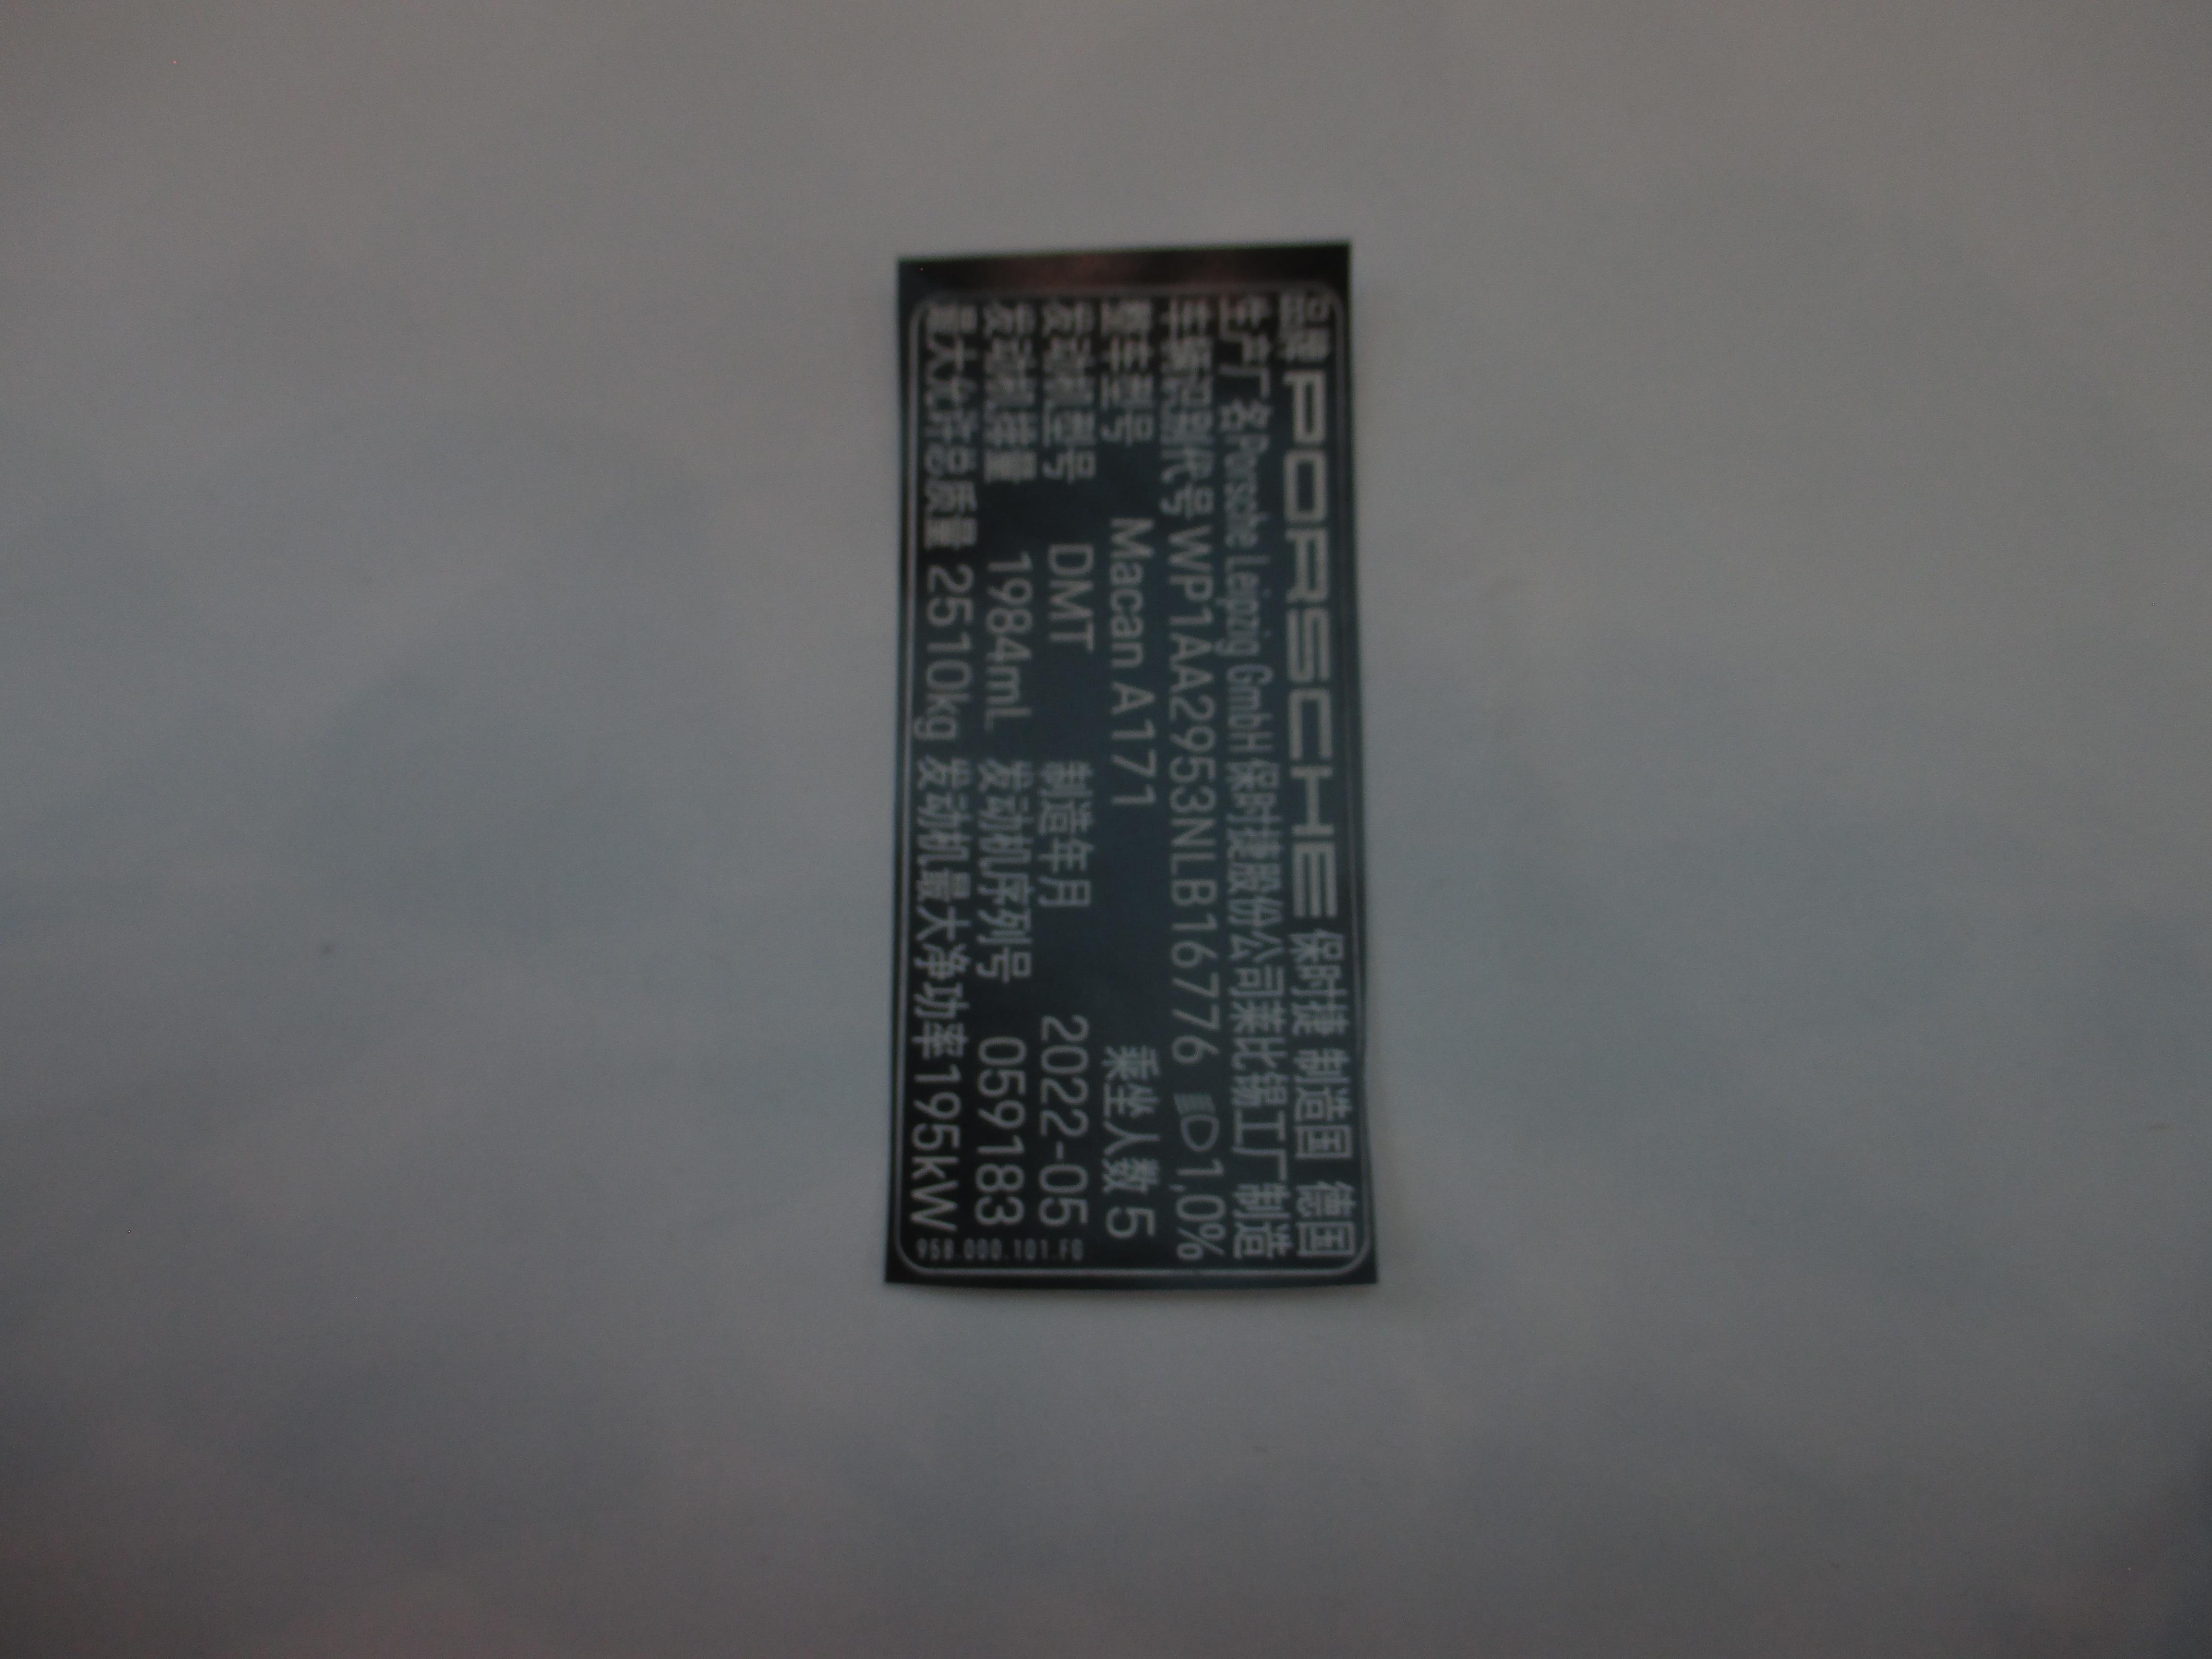 品牌 PORSCHE 保时捷 制造国 德国
生产厂名 Porsche Leipzig GmbH 保时捷股份公司莱比锡工厂制造
车辆识别代号 WP1AA2953NLB16776 1,0%
整车型号 Macan A171 乘坐人数 5
发动机型号 DMT 制造年月 2022-05
发动机排量 1984mL 发动机序列号 059183
最大允许总质量 2510kg 发动机最大净功率 195kW
958.000.101.FQ